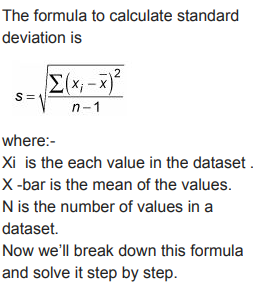 The formula to calculate standard
deviation is
s = √(∑(xᵢ – x̄)² / n – 1)
where:-
Xi is the each value in the dataset .
X -bar is the mean of the values.
N is the number of values in a
dataset.
Now we’ll break down this formula
and solve it step by step.